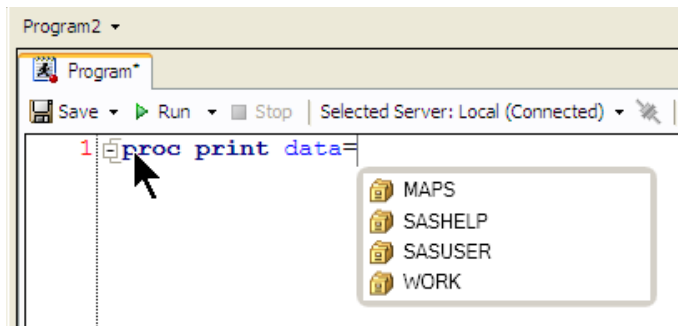 Program2
Program*
Save Run Stop Selected Server: Local (Connected)
1 proc print data=
MAPS
SASHELP
SASUSER
WORK